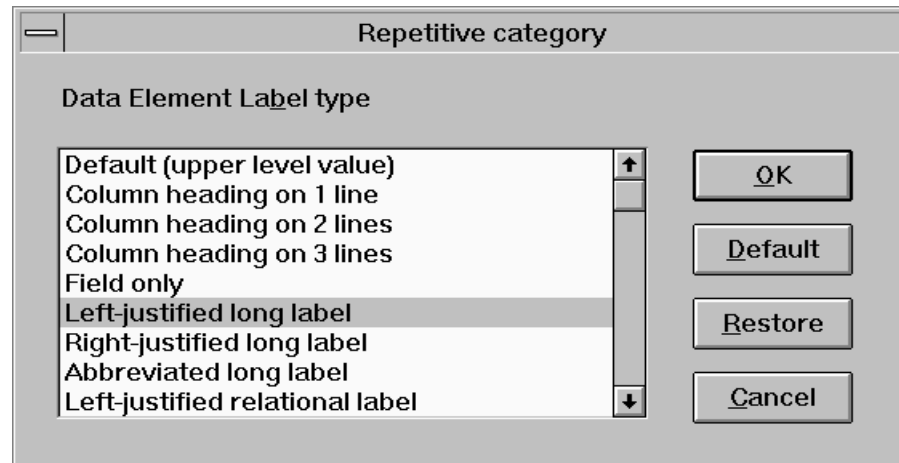 Repetitive category
Data Element Label type
Default (upper level value)
Column heading on 1 line
Column heading on 2 lines
Column heading on 3 lines
Field only
Left-justified long label
Right-justified long label
Abbreviated long label
Left-justified relational label
OK
Default
Restore
Cancel